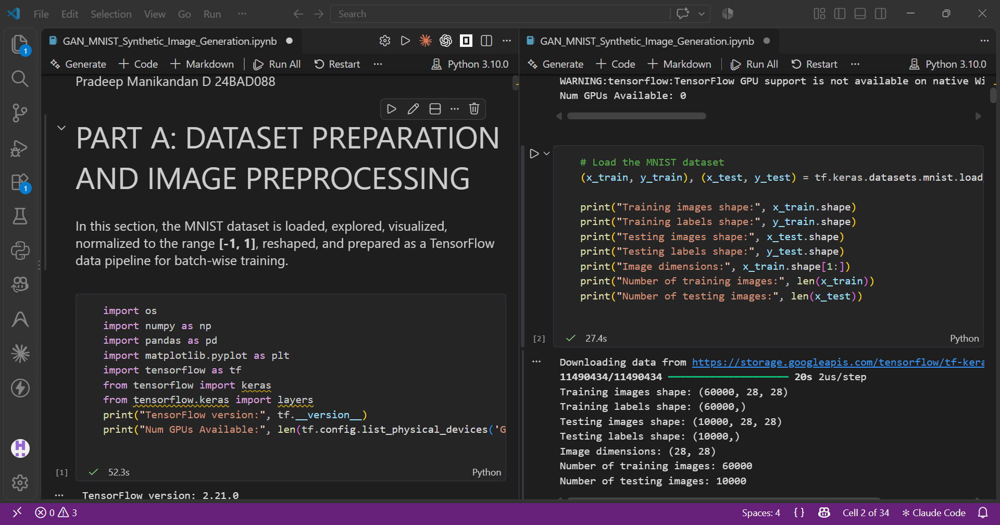 File Edit Selection View Go Run ··· Search
GAN_MNIST_Synthetic_Image_Generation.ipynb
Generate Code Markdown Run All Restart ··· Python 3.10.0
Pradeep Manikandan D 24BAD088
PART A: DATASET PREPARATION
AND IMAGE PREPROCESSING
In this section, the MNIST dataset is loaded, explored, visualized,
normalized to the range [-1, 1], reshaped, and prepared as a TensorFlow
data pipeline for batch-wise training.
import os
import numpy as np
import pandas as pd
import matplotlib.pyplot as plt
import tensorflow as tf
from tensorflow import keras
from tensorflow.keras import layers
print("TensorFlow version:", tf.__version__)
print("Num GPUs Available:", len(tf.config.list_physical_devices('G
[1] 52.3s Python
TensorFlow version: 2.21.0
GAN_MNIST_Synthetic_Image_Generation.ipynb
Generate Code Markdown Run All Restart ··· Python 3.10.0
WARNING:tensorflow:TensorFlow GPU support is not available on native Wi
Num GPUs Available: 0
# Load the MNIST dataset
(x_train, y_train), (x_test, y_test) = tf.keras.datasets.mnist.load
print("Training images shape:", x_train.shape)
print("Training labels shape:", y_train.shape)
print("Testing images shape:", x_test.shape)
print("Testing labels shape:", y_test.shape)
print("Image dimensions:", x_train.shape[1:])
print("Number of training images:", len(x_train))
print("Number of testing images:", len(x_test))
[2] 27.4s Python
Downloading data from https://storage.googleapis.com/tensorflow/tf-kera
11490434/11490434 20s 2us/step
Training images shape: (60000, 28, 28)
Training labels shape: (60000,)
Testing images shape: (10000, 28, 28)
Testing labels shape: (10000,)
Image dimensions: (28, 28)
Number of training images: 60000
Number of testing images: 10000
1
1
H
0 3 Spaces: 4 { } Cell 2 of 34 Claude Code